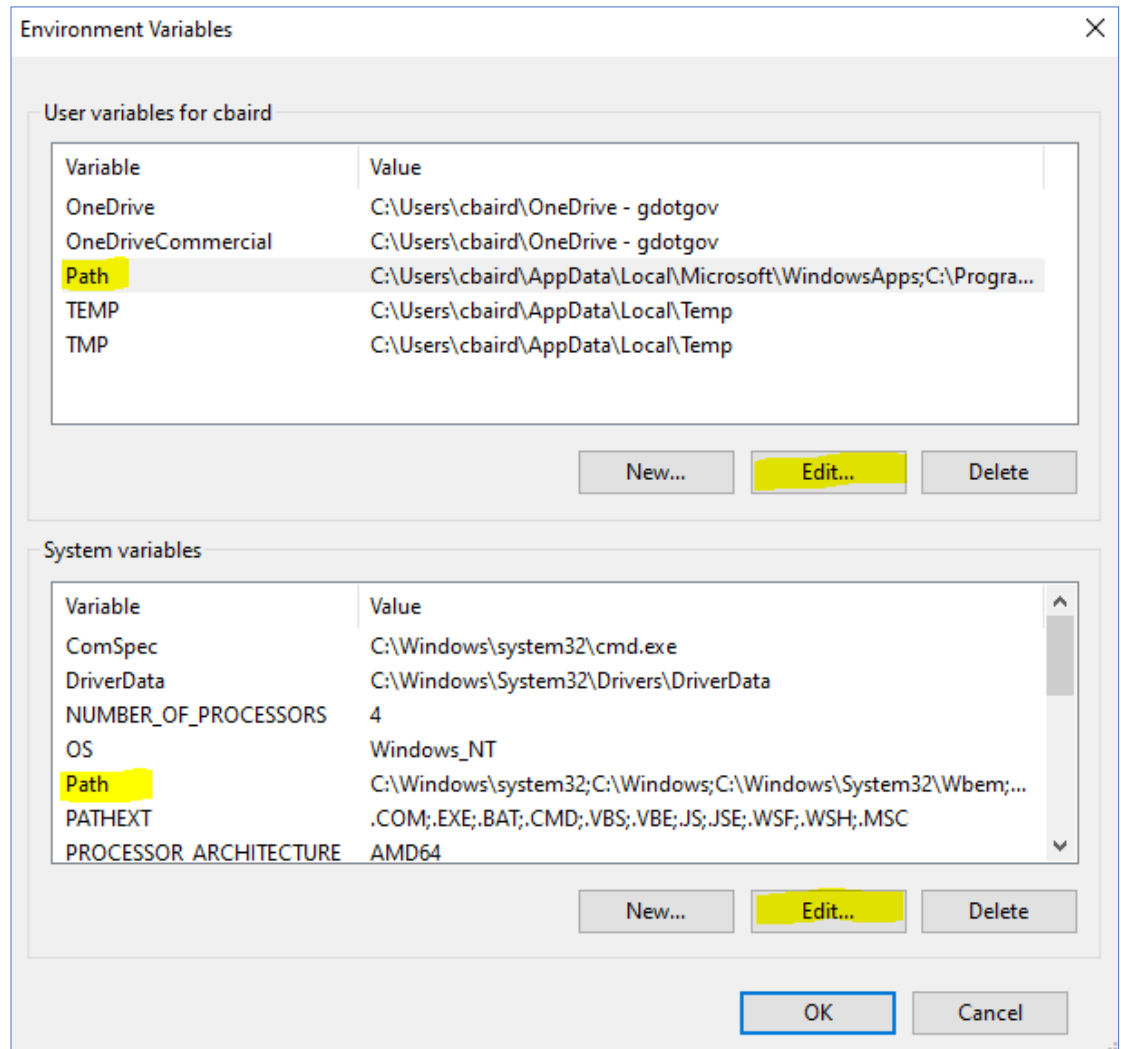 Environment Variables
User variables for cbaird
Variable Value
OneDrive C:\Users\cbaird\OneDrive - gdotgov
OneDriveCommercial C:\Users\cbaird\OneDrive - gdotgov
Path C:\Users\cbaird\AppData\Local\Microsoft\WindowsApps;C:\Progra...
TEMP C:\Users\cbaird\AppData\Local\Temp
TMP C:\Users\cbaird\AppData\Local\Temp
New... Edit... Delete
System variables
Variable Value
ComSpec C:\Windows\system32\cmd.exe
DriverData C:\Windows\System32\Drivers\DriverData
NUMBER_OF_PROCESSORS 4
OS Windows_NT
Path C:\Windows\system32;C:\Windows;C:\Windows\System32\Wbem;...
PATHEXT .COM;.EXE;.BAT;.CMD;.VBS;.VBE;.JS;.JSE;.WSF;.WSH;.MSC
PROCESSOR_ARCHITECTURE AMD64
New... Edit... Delete
OK Cancel